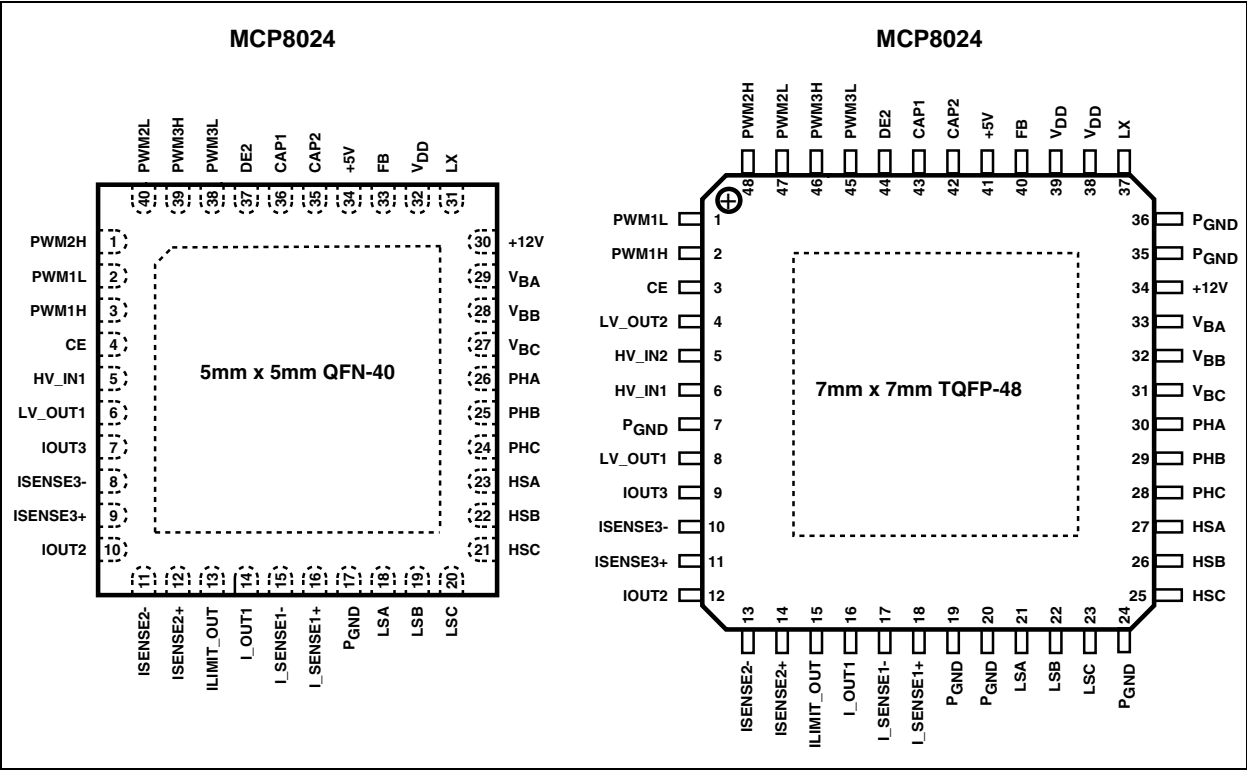 MCP8024
PWM2L
PWM3H
PWM3L
DE2
CAP1
CAP2
+5V
FB
VDD
LX
40
39
38
37
36
35
34
33
32
31
PWM2H 1
PWM1L 2
PWM1H 3
CE 4
HV_IN1 5
LV_OUT1 6
IOUT3 7
ISENSE3- 8
ISENSE3+ 9
IOUT2 10
5mm x 5mm QFN-40
30 +12V
29 VBA
28 VBB
27 VBC
26 PHA
25 PHB
24 PHC
23 HSA
22 HSB
21 HSC
11
12
13
14
15
16
17
18
19
20
ISENSE2-
ISENSE2+
ILIMIT_OUT
I_OUT1
I_SENSE1-
I_SENSE1+
PGND
LSA
LSB
LSC
MCP8024
PWM2H
PWM2L
PWM3H
PWM3L
DE2
CAP1
CAP2
+5V
FB
VDD
VDD
LX
48
47
46
45
44
43
42
41
40
39
38
37
PWM1L 1
PWM1H 2
CE 3
LV_OUT2 4
HV_IN2 5
HV_IN1 6
PGND 7
LV_OUT1 8
IOUT3 9
ISENSE3- 10
ISENSE3+ 11
IOUT2 12
7mm x 7mm TQFP-48
36 PGND
35 PGND
34 +12V
33 VBA
32 VBB
31 VBC
30 PHA
29 PHB
28 PHC
27 HSA
26 HSB
25 HSC
13
14
15
16
17
18
19
20
21
22
23
24
ISENSE2-
ISENSE2+
ILIMIT_OUT
I_OUT1
I_SENSE1-
I_SENSE1+
PGND
PGND
LSA
LSB
LSC
PGND